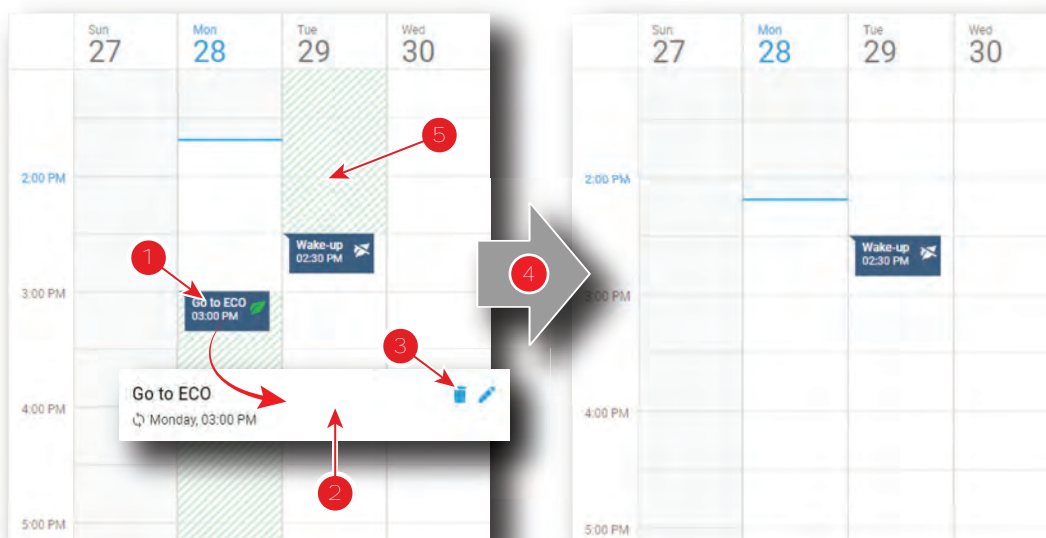 Sun Mon Tue Wed
27 28 29 30
5
2:00 PM
Wake-up
02:30 PM
1
3:00 PM
Go to ECO
03:00 PM
3
Go to ECO
Monday, 03:00 PM
4:00 PM
2
5:00 PM
4
Sun Mon Tue Wed
27 28 29 30
2:00 PM
Wake-up
02:30 PM
3:00 PM
4:00 PM
5:00 PM